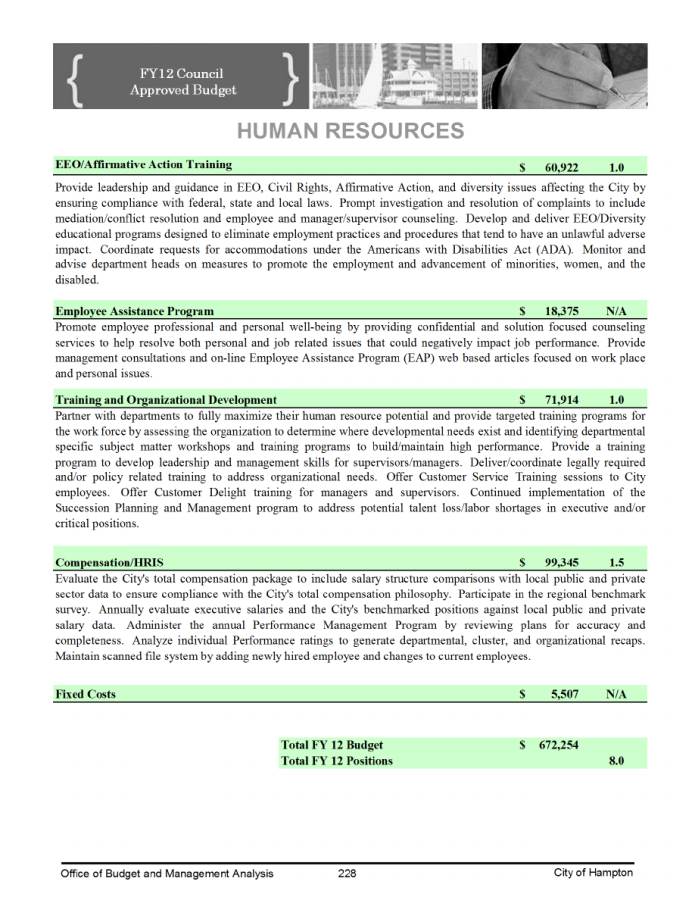 FY12 Council
Approved Budget
HUMAN RESOURCES
EEO/Affirmative Action Training $ 60,922 1.0
Provide leadership and guidance in EEO, Civil Rights, Affirmative Action, and diversity issues affecting the City by
ensuring compliance with federal, state and local laws. Prompt investigation and resolution of complaints to include
mediation/conflict resolution and employee and manager/supervisor counseling. Develop and deliver EEO/Diversity
educational programs designed to eliminate employment practices and procedures that tend to have an unlawful adverse
impact. Coordinate requests for accommodations under the Americans with Disabilities Act (ADA). Monitor and
advise department heads on measures to promote the employment and advancement of minorities, women, and the
disabled.
Employee Assistance Program $ 18,375 N/A
Promote employee professional and personal well-being by providing confidential and solution focused counseling
services to help resolve both personal and job related issues that could negatively impact job performance. Provide
management consultations and on-line Employee Assistance Program (EAP) web based articles focused on work place
and personal issues.
Training and Organizational Development $ 71,914 1.0
Partner with departments to fully maximize their human resource potential and provide targeted training programs for
the work force by assessing the organization to determine where developmental needs exist and identifying departmental
specific subject matter workshops and training programs to build/maintain high performance. Provide a training
program to develop leadership and management skills for supervisors/managers. Deliver/coordinate legally required
and/or policy related training to address organizational needs. Offer Customer Service Training sessions to City
employees. Offer Customer Delight training for managers and supervisors. Continued implementation of the
Succession Planning and Management program to address potential talent loss/labor shortages in executive and/or
critical positions.
Compensation/HRIS $ 99,345 1.5
Evaluate the City's total compensation package to include salary structure comparisons with local public and private
sector data to ensure compliance with the City's total compensation philosophy. Participate in the regional benchmark
survey. Annually evaluate executive salaries and the City's benchmarked positions against local public and private
salary data. Administer the annual Performance Management Program by reviewing plans for accuracy and
completeness. Analyze individual Performance ratings to generate departmental, cluster, and organizational recaps.
Maintain scanned file system by adding newly hired employee and changes to current employees.
Fixed Costs $ 5,507 N/A
Total FY 12 Budget $ 672,254
Total FY 12 Positions 8.0
Office of Budget and Management Analysis 228 City of Hampton